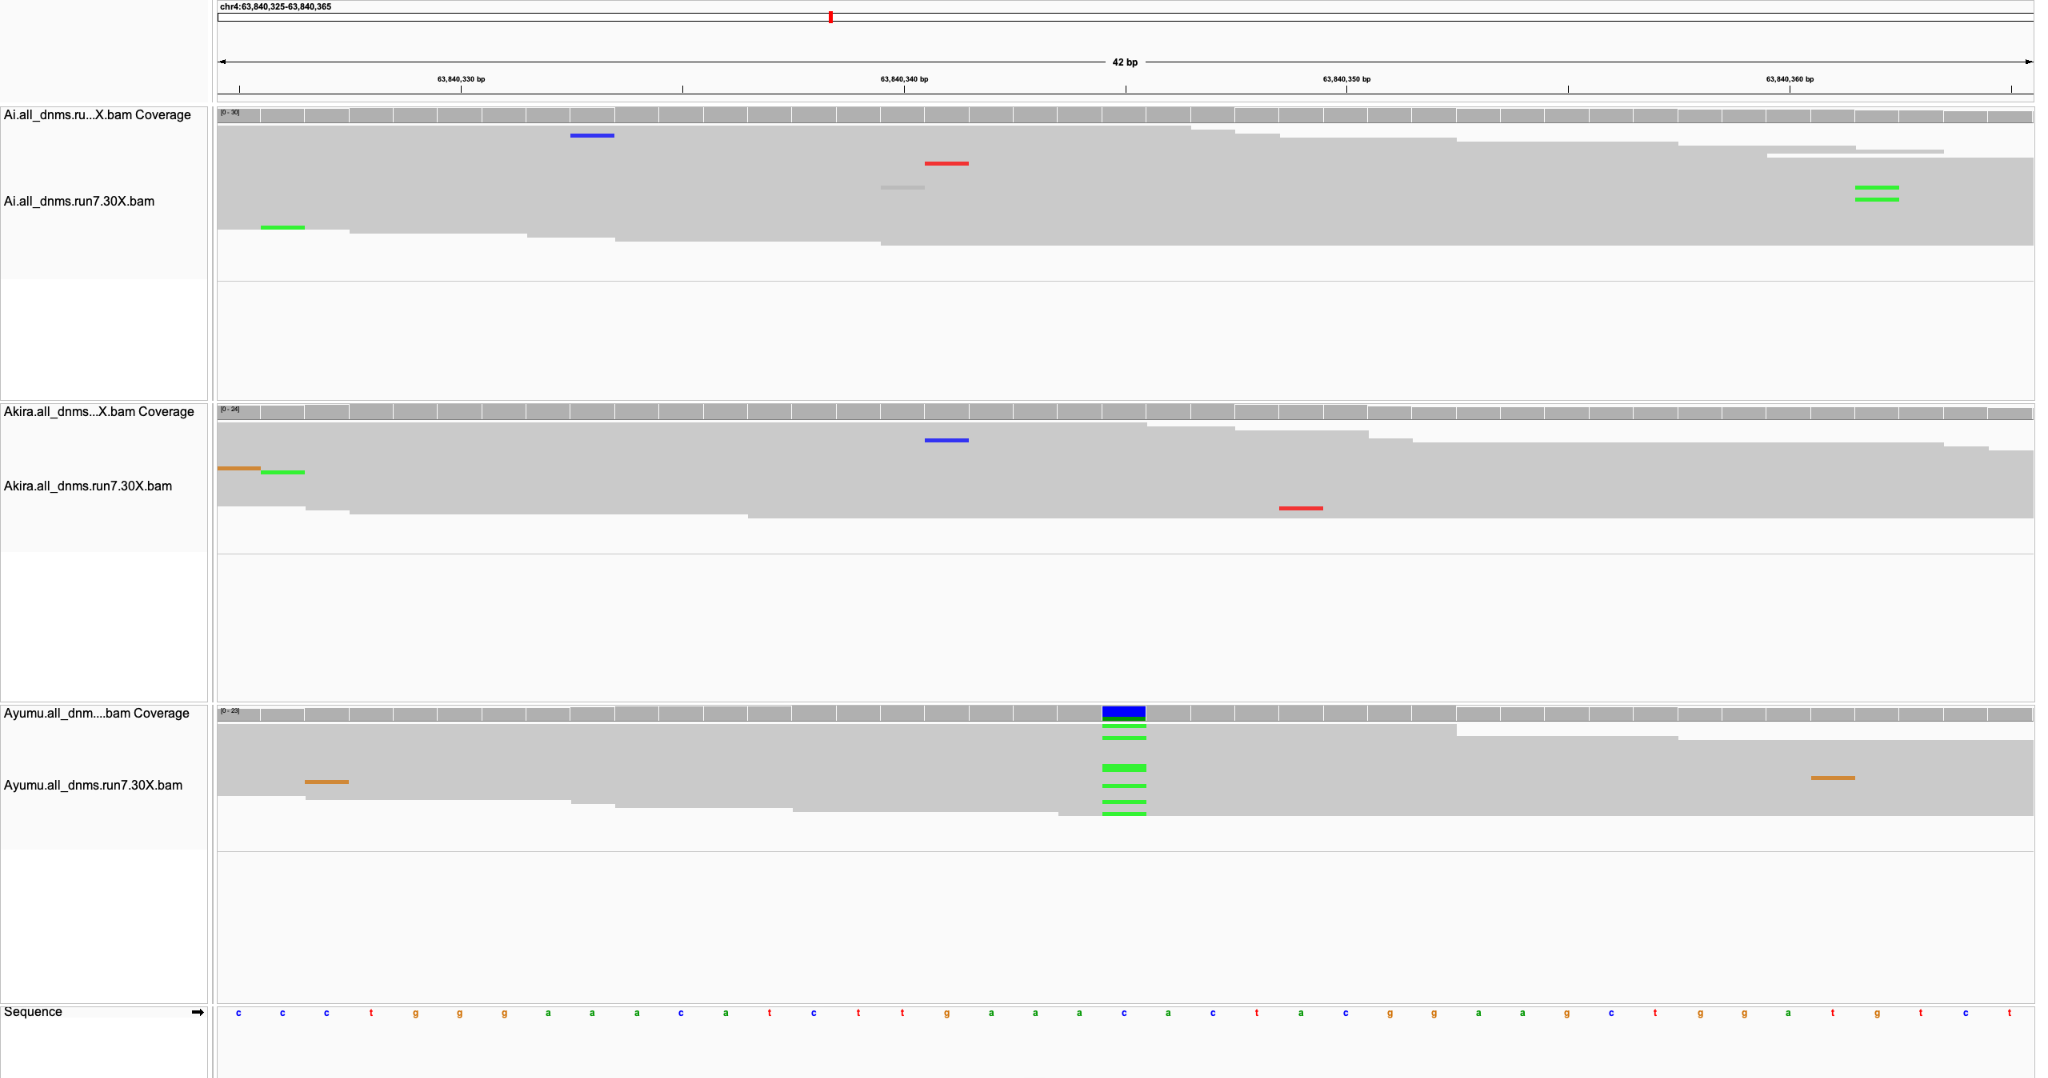 chr4:63,840,325-63,840,365
42 bp
63,840,330 bp 63,840,340 bp 63,840,350 bp 63,840,360 bp
Ai.all_dnms.ru...X.bam Coverage
[0 - 30]
Ai.all_dnms.run7.30X.bam
Akira.all_dnms...X.bam Coverage
[0 - 24]
Akira.all_dnms.run7.30X.bam
Ayumu.all_dnm....bam Coverage
[0 - 23]
Ayumu.all_dnms.run7.30X.bam
Sequence c c c t g g g a a a c a t c t t g a a a c a c t a c g g a a g c t g g a t g t c t